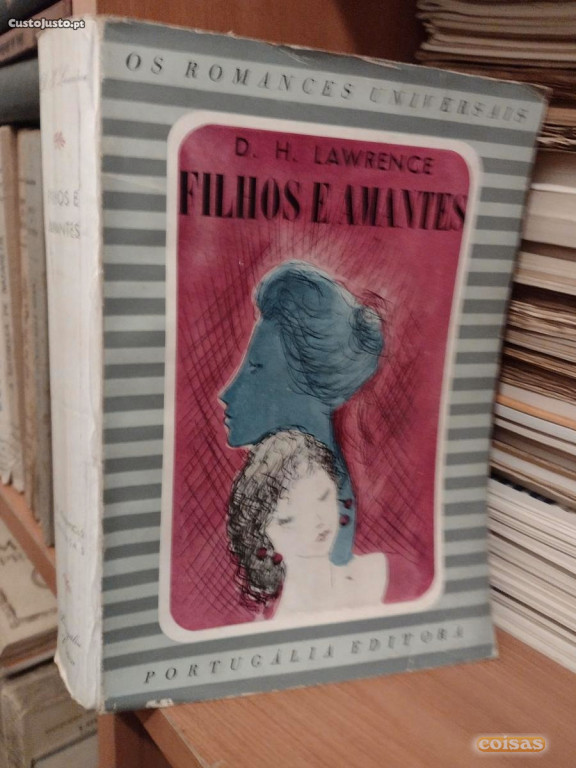 CustoJusto.pt
OS ROMANCES UNIVERSAIS
D. H. LAWRENCE
FILHOS E AMANTES
PORTUGÁLIA EDITORA
FILHOS E
AMANTES
coisas